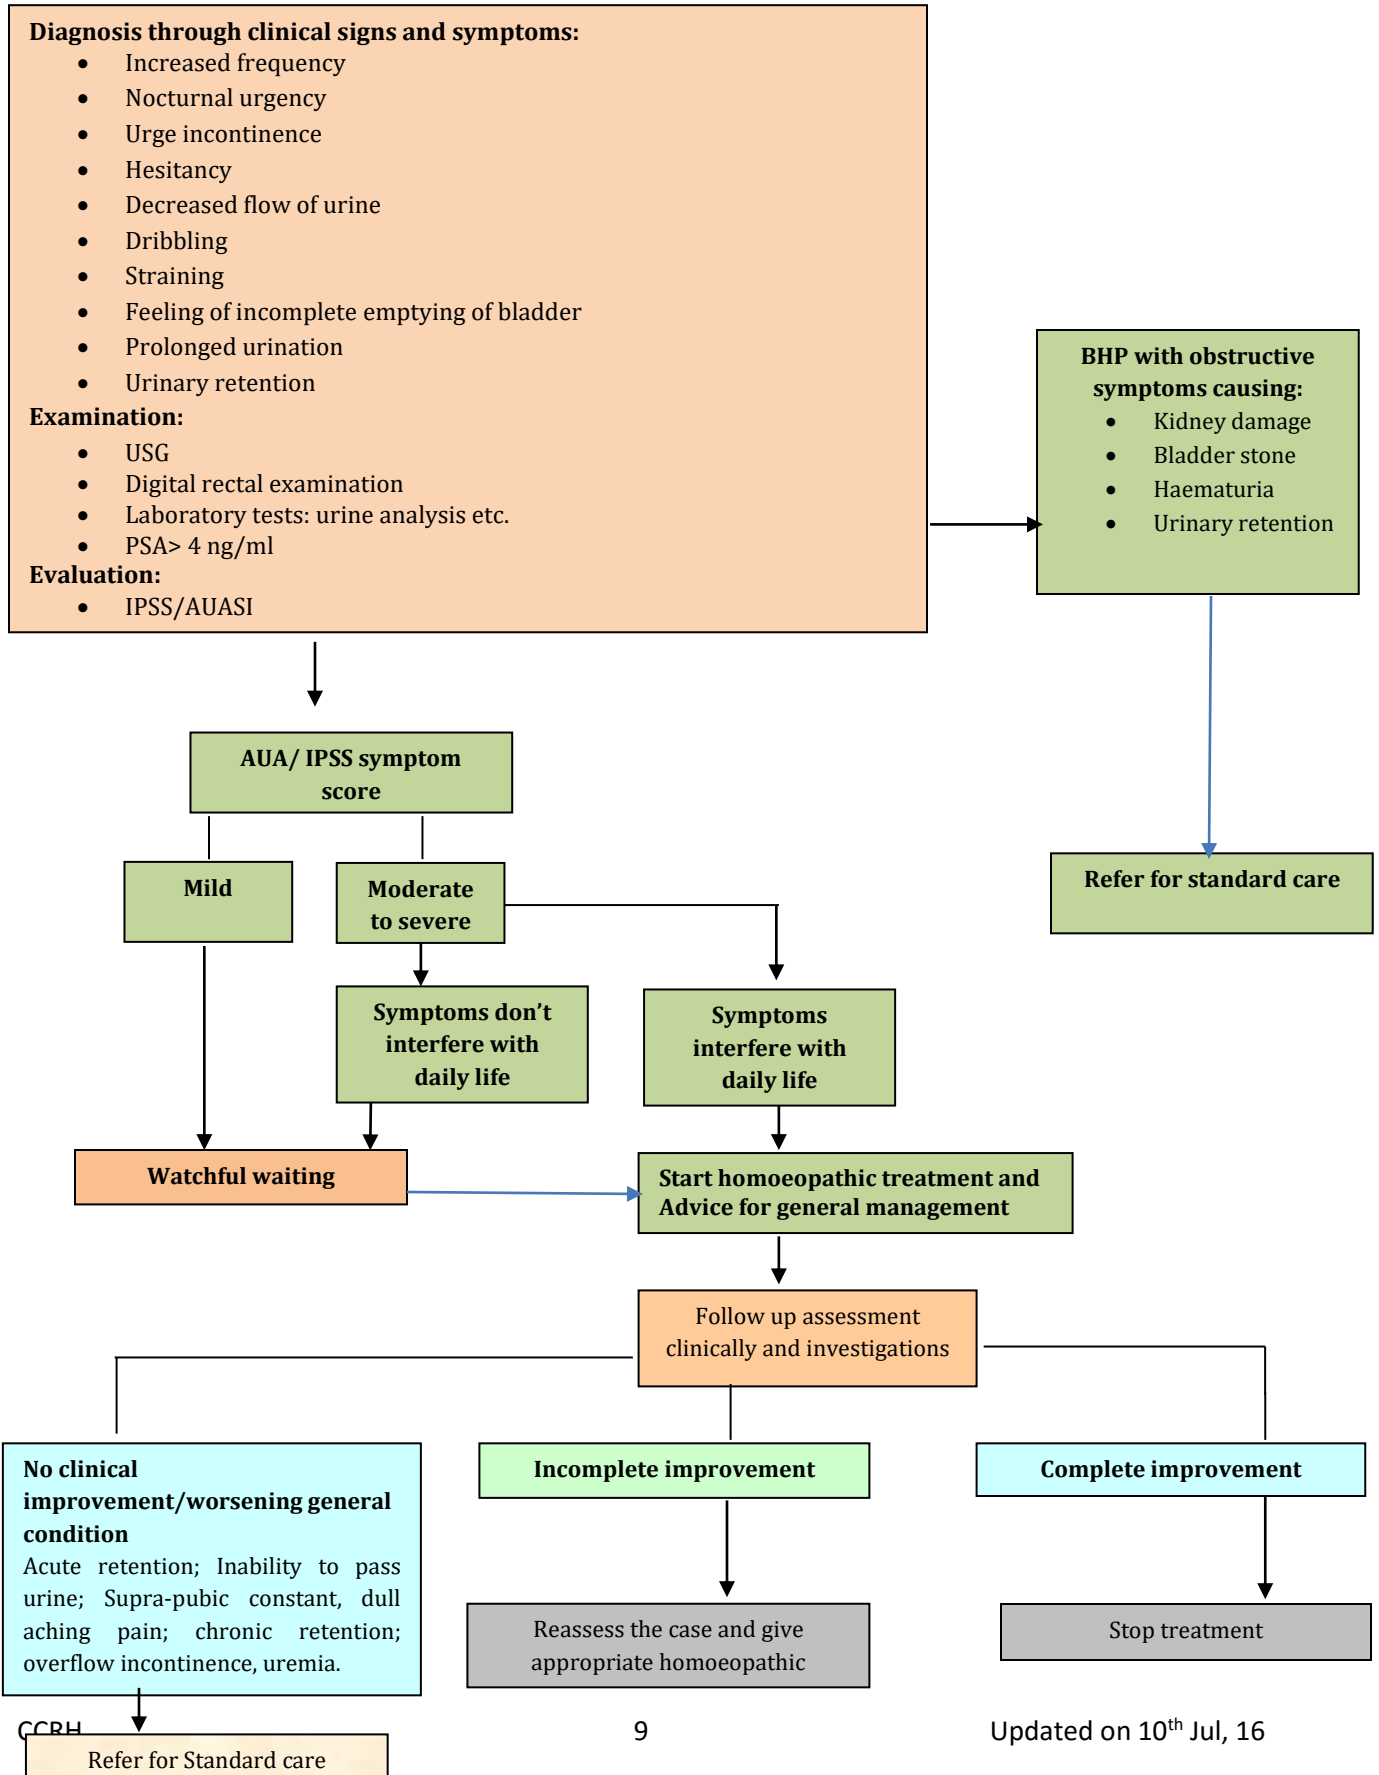 Diagnosis through clinical signs and symptoms:
• Increased frequency
• Nocturnal urgency
• Urge incontinence
• Hesitancy
• Decreased flow of urine
• Dribbling
• Straining
• Feeling of incomplete emptying of bladder
• Prolonged urination
• Urinary retention
Examination:
• USG
• Digital rectal examination
• Laboratory tests: urine analysis etc.
• PSA> 4 ng/ml
Evaluation:
• IPSS/AUASI
BHP with obstructive
symptoms causing:
• Kidney damage
• Bladder stone
• Haematuria
• Urinary retention
AUA/ IPSS symptom
score
Mild
Moderate
to severe
Refer for standard care
Symptoms don’t
interfere with
daily life
Symptoms
interfere with
daily life
Watchful waiting
Start homoeopathic treatment and
Advice for general management
Follow up assessment
clinically and investigations
No clinical
improvement/worsening general
condition
Acute retention; Inability to pass
urine; Supra-pubic constant, dull
aching pain; chronic retention;
overflow incontinence, uremia.
Incomplete improvement
Complete improvement
Reassess the case and give
appropriate homoeopathic
Stop treatment
CCRH
9
Updated on 10th Jul, 16
Refer for Standard care